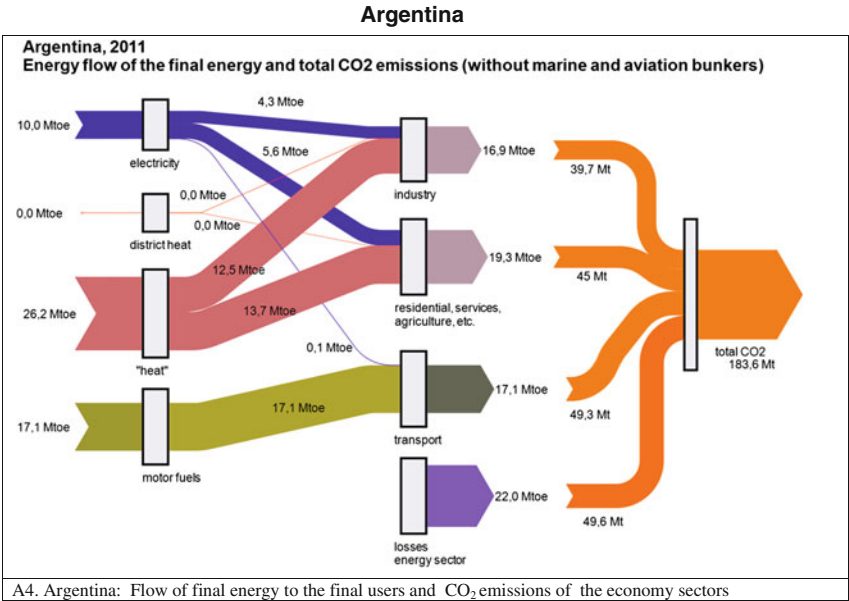 Argentina
Argentina, 2011
Energy flow of the final energy and total CO2 emissions (without marine and aviation bunkers)
10,0 Mtoe
electricity
4,3 Mtoe
5,6 Mtoe
industry
16,9 Mtoe
39,7 Mt
0,0 Mtoe
district heat
0,0 Mtoe
0,0 Mtoe
12,5 Mtoe
13,7 Mtoe
residential, services,
agriculture, etc.
19,3 Mtoe
45 Mt
26,2 Mtoe
"heat"
0,1 Mtoe
total CO2
183,6 Mt
17,1 Mtoe
motor fuels
17,1 Mtoe
transport
17,1 Mtoe
49,3 Mt
losses
energy sector
22,0 Mtoe
49,6 Mt
A4. Argentina: Flow of final energy to the final users and CO₂ emissions of the economy sectors